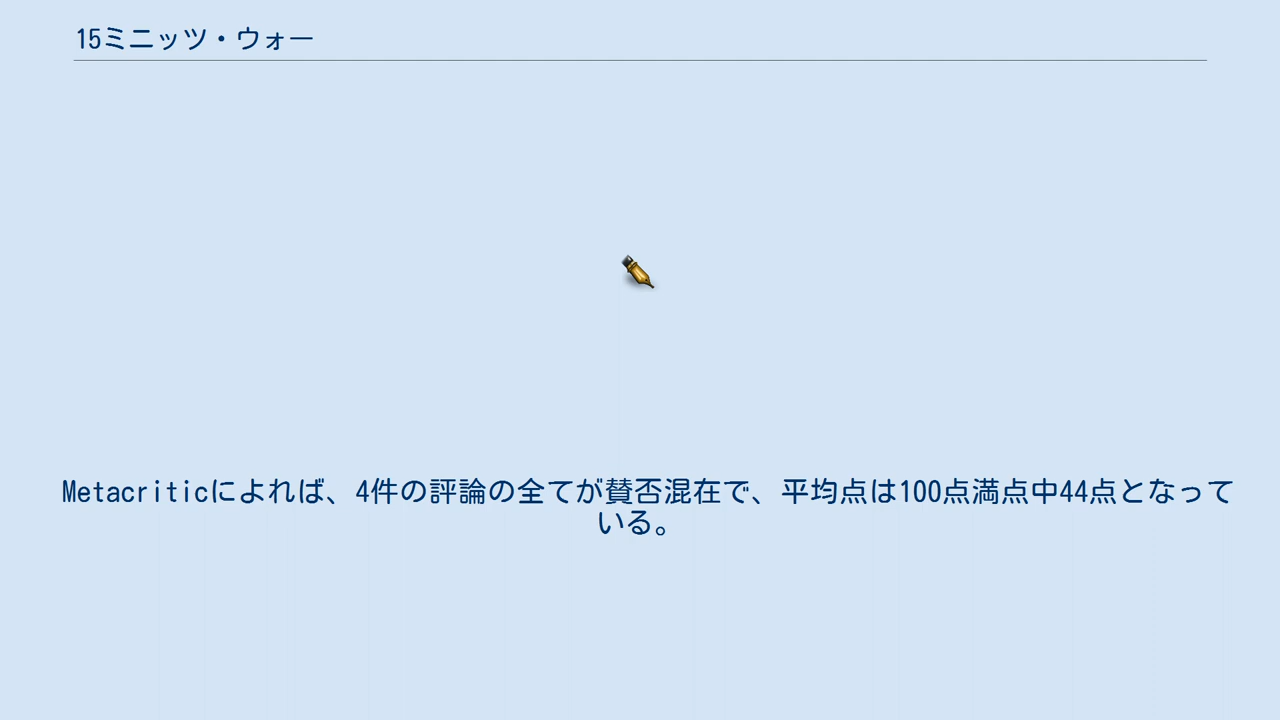 15ミニッツ・ウォー
Metacriticによれば、4件の評論の全てが賛否混在で、平均点は100点満点中44点となって
いる。